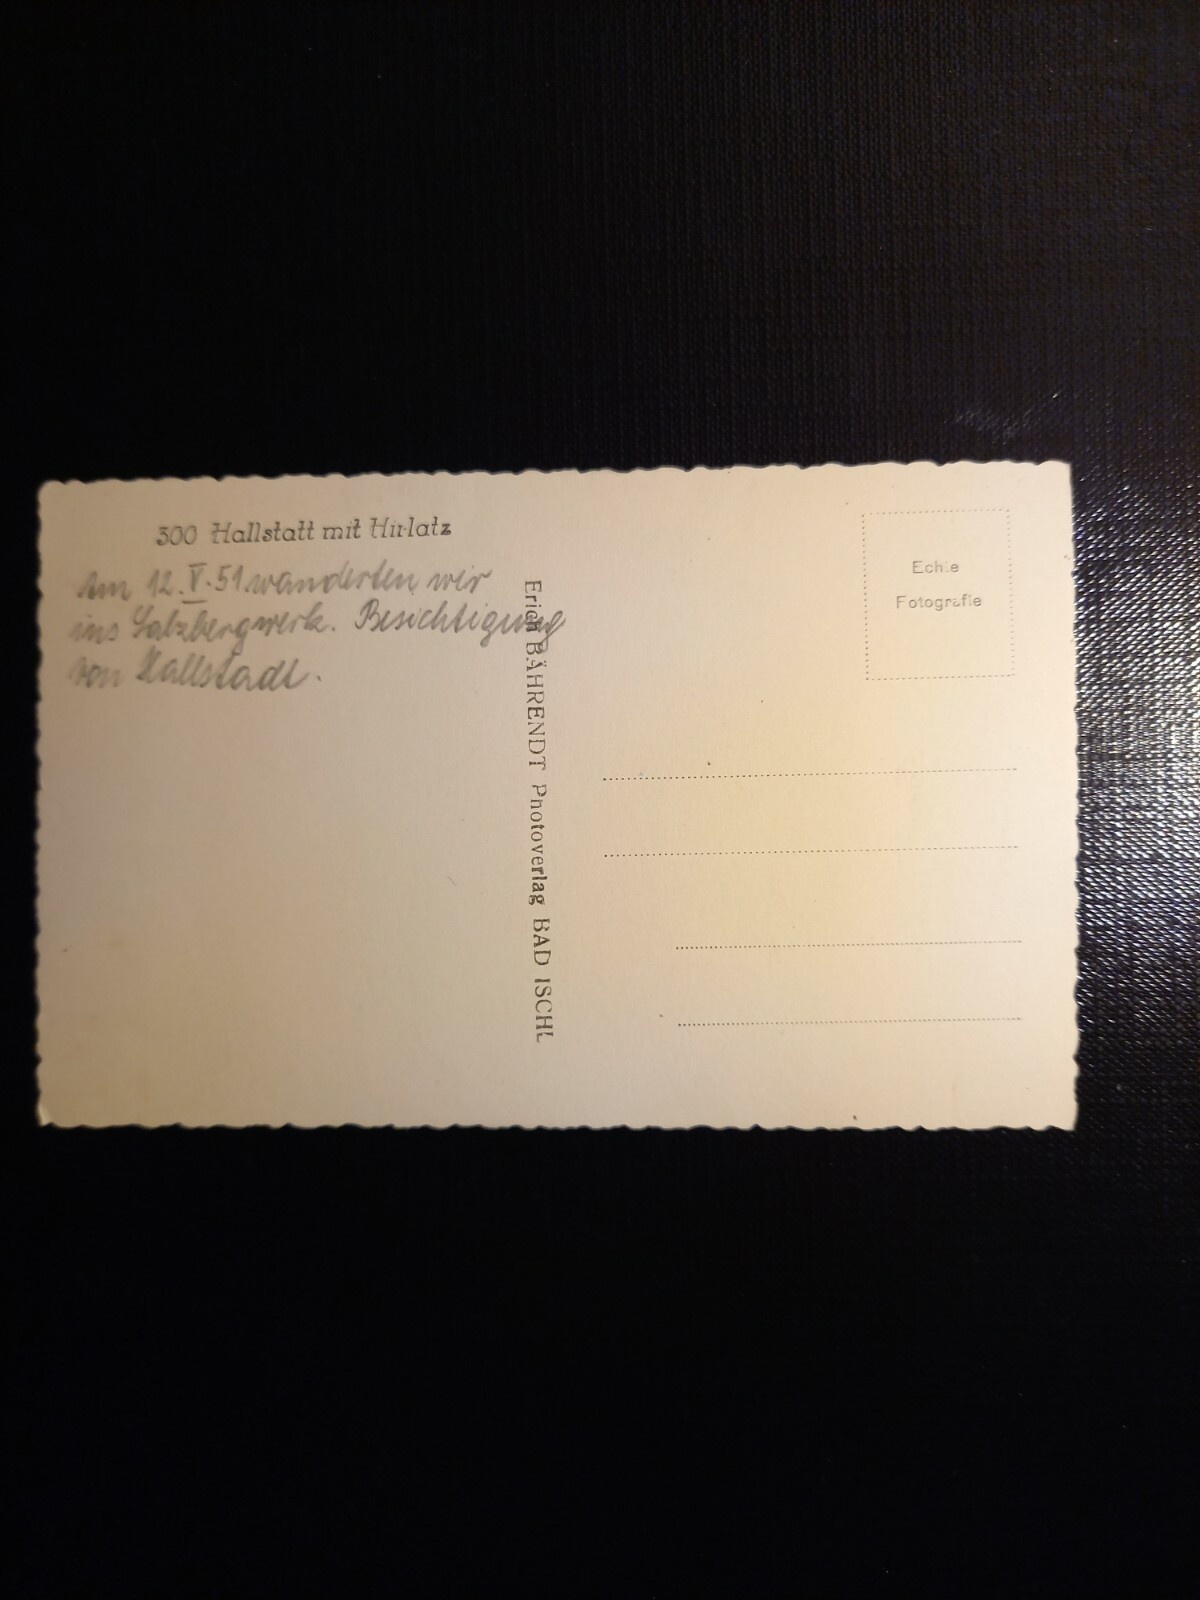 300 Hallstatt mit Hirlatz
Am 12. V. 51 wanderten wir
ins Salzbergwerk. Besichtigung
von Hallstadt.
Erich BÄHRENDT Photoverlag BAD ISCHL
Echte
Fotografie